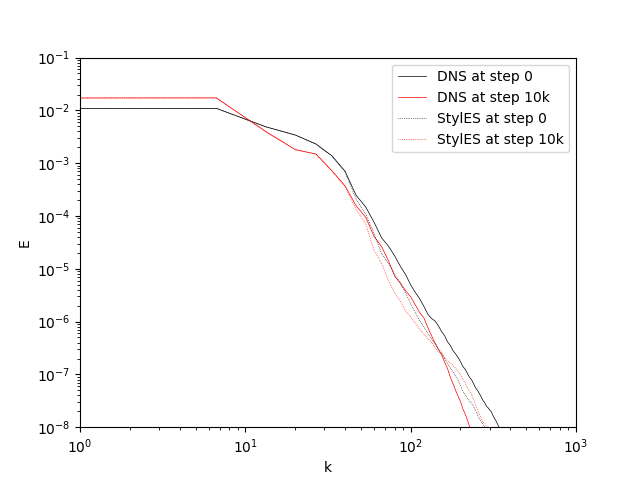 10^{-1}
10^{-2}
10^{-3}
10^{-4}
10^{-5}
10^{-6}
10^{-7}
10^{-8}
E
DNS at step 0
DNS at step 10k
StylES at step 0
StylES at step 10k
10^{0} 10^{1} 10^{2} 10^{3}
k